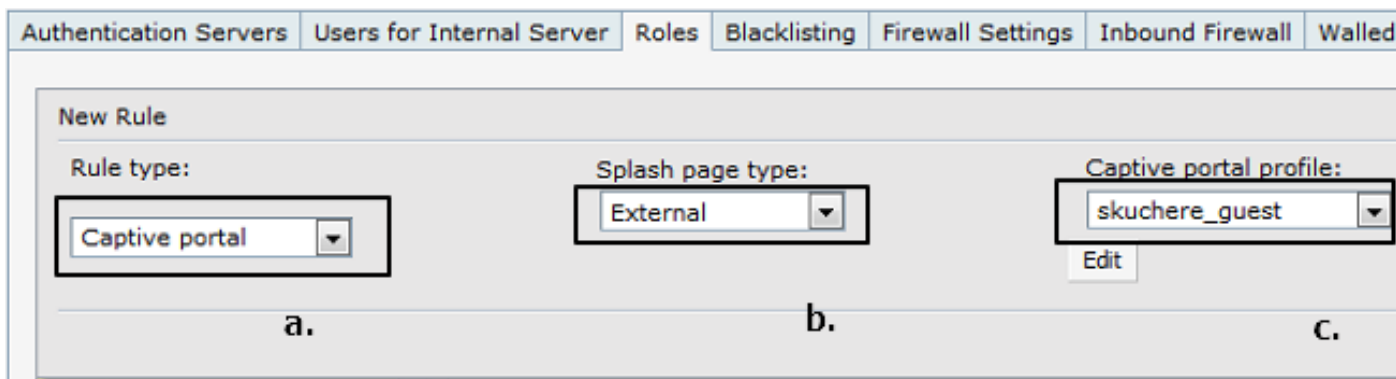 Authentication Servers Users for Internal Server Roles Blacklisting Firewall Settings Inbound Firewall Walled
New Rule
Rule type: Splash page type: Captive portal profile:
Captive portal External skuchere_guest
Edit
a. b. c.